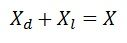 X_d + X_l = X